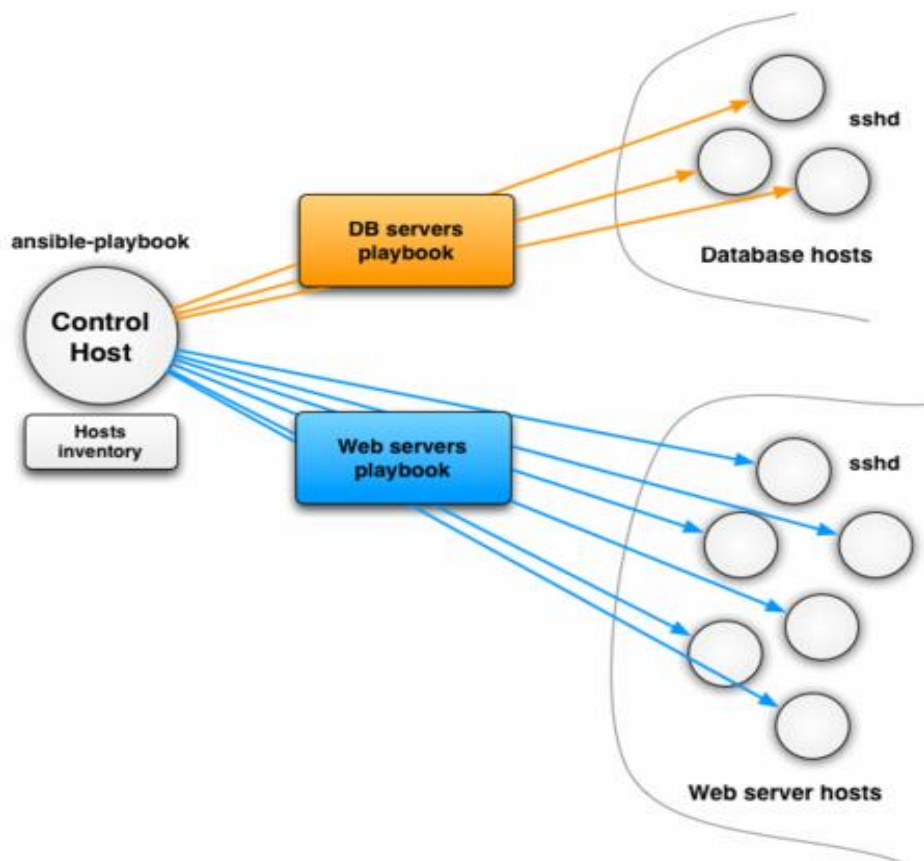 sshd
DB servers
playbook
Database hosts
ansible-playbook
Control
Host
Hosts
inventory
Web servers
playbook
sshd
Web server hosts